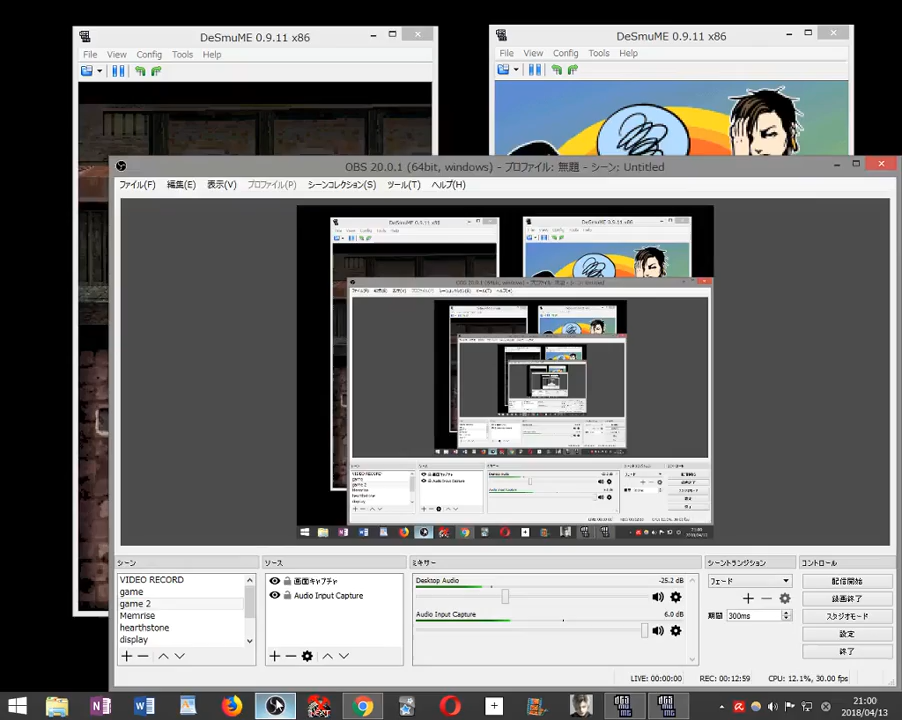 DeSmuME 0.9.11 x86
File View Config Tools Help
DeSmuME 0.9.11 x86
File View Config Tools Help
OBS 20.0.1 (64bit, windows) - プロファイル: 無題 - シーン: Untitled
ファイル(F) 編集(E) 表示(V) プロファイル(P) シーンコレクション(S) ツール(T) ヘルプ(H)
シーン
VIDEO RECORD
game
game 2
Memrise
hearthstone
display
ソース
画面キャプチャ
Audio Input Capture
ミキサー
Desktop Audio -25.2 dB
Audio Input Capture 6.0 dB
シーントランジション
フェード
期間 300ms
コントロール
配信開始
録画終了
スタジオモード
設定
終了
LIVE: 00:00:00 REC: 00:12:59 CPU: 12.1%, 30.00 fps
21:00
2018/04/13